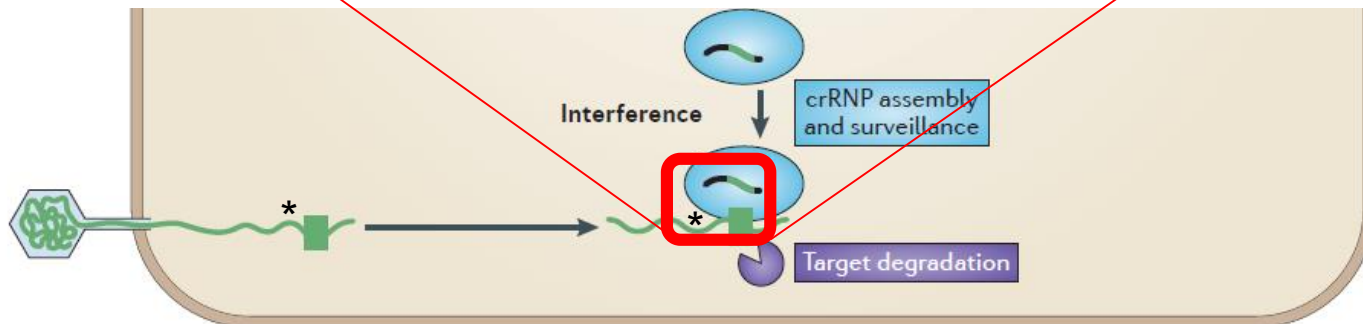 Interference
crRNP assembly
and surveillance
*
*
Target degradation